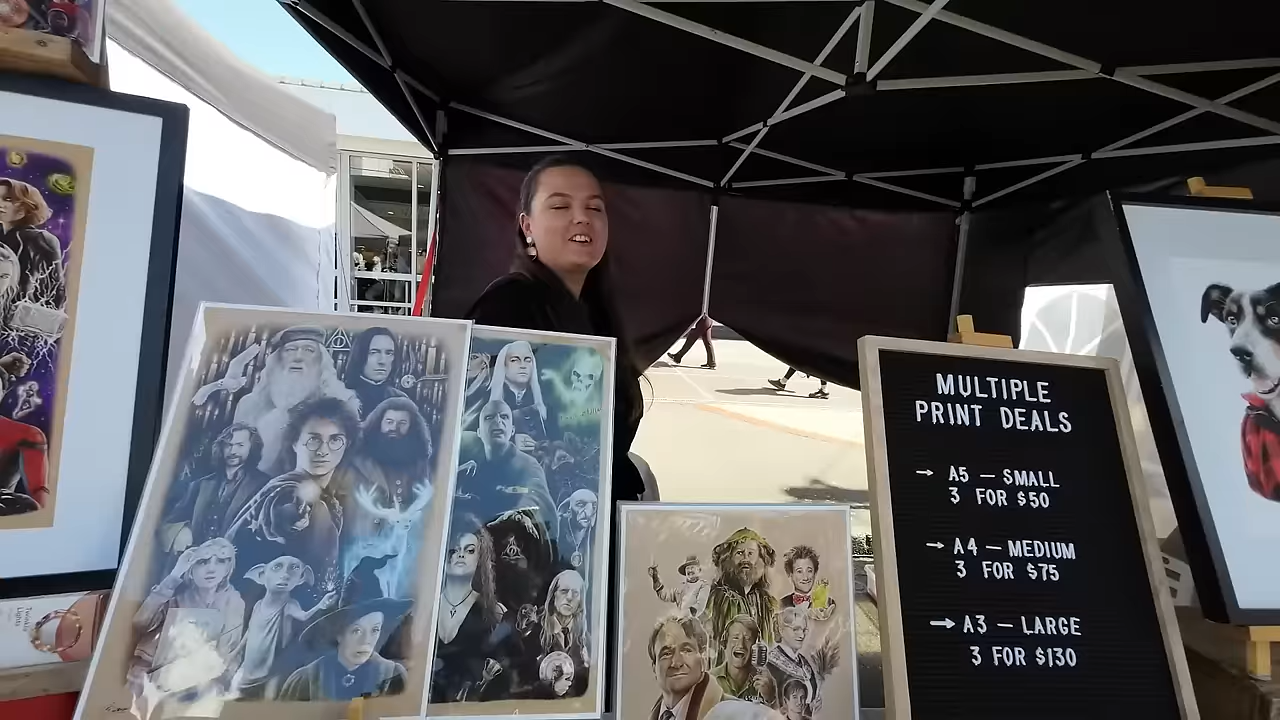 MULTIPLE
PRINT DEALS
→ A5 — SMALL
3 FOR $50
→ A4 — MEDIUM
3 FOR $75
→ A3 — LARGE
3 FOR $130